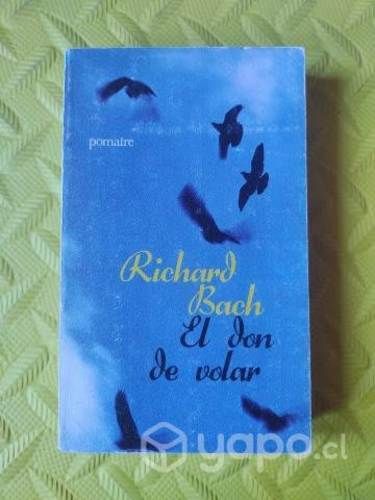 pomaire
Richard
Bach
El don
de volar
yapo.cl